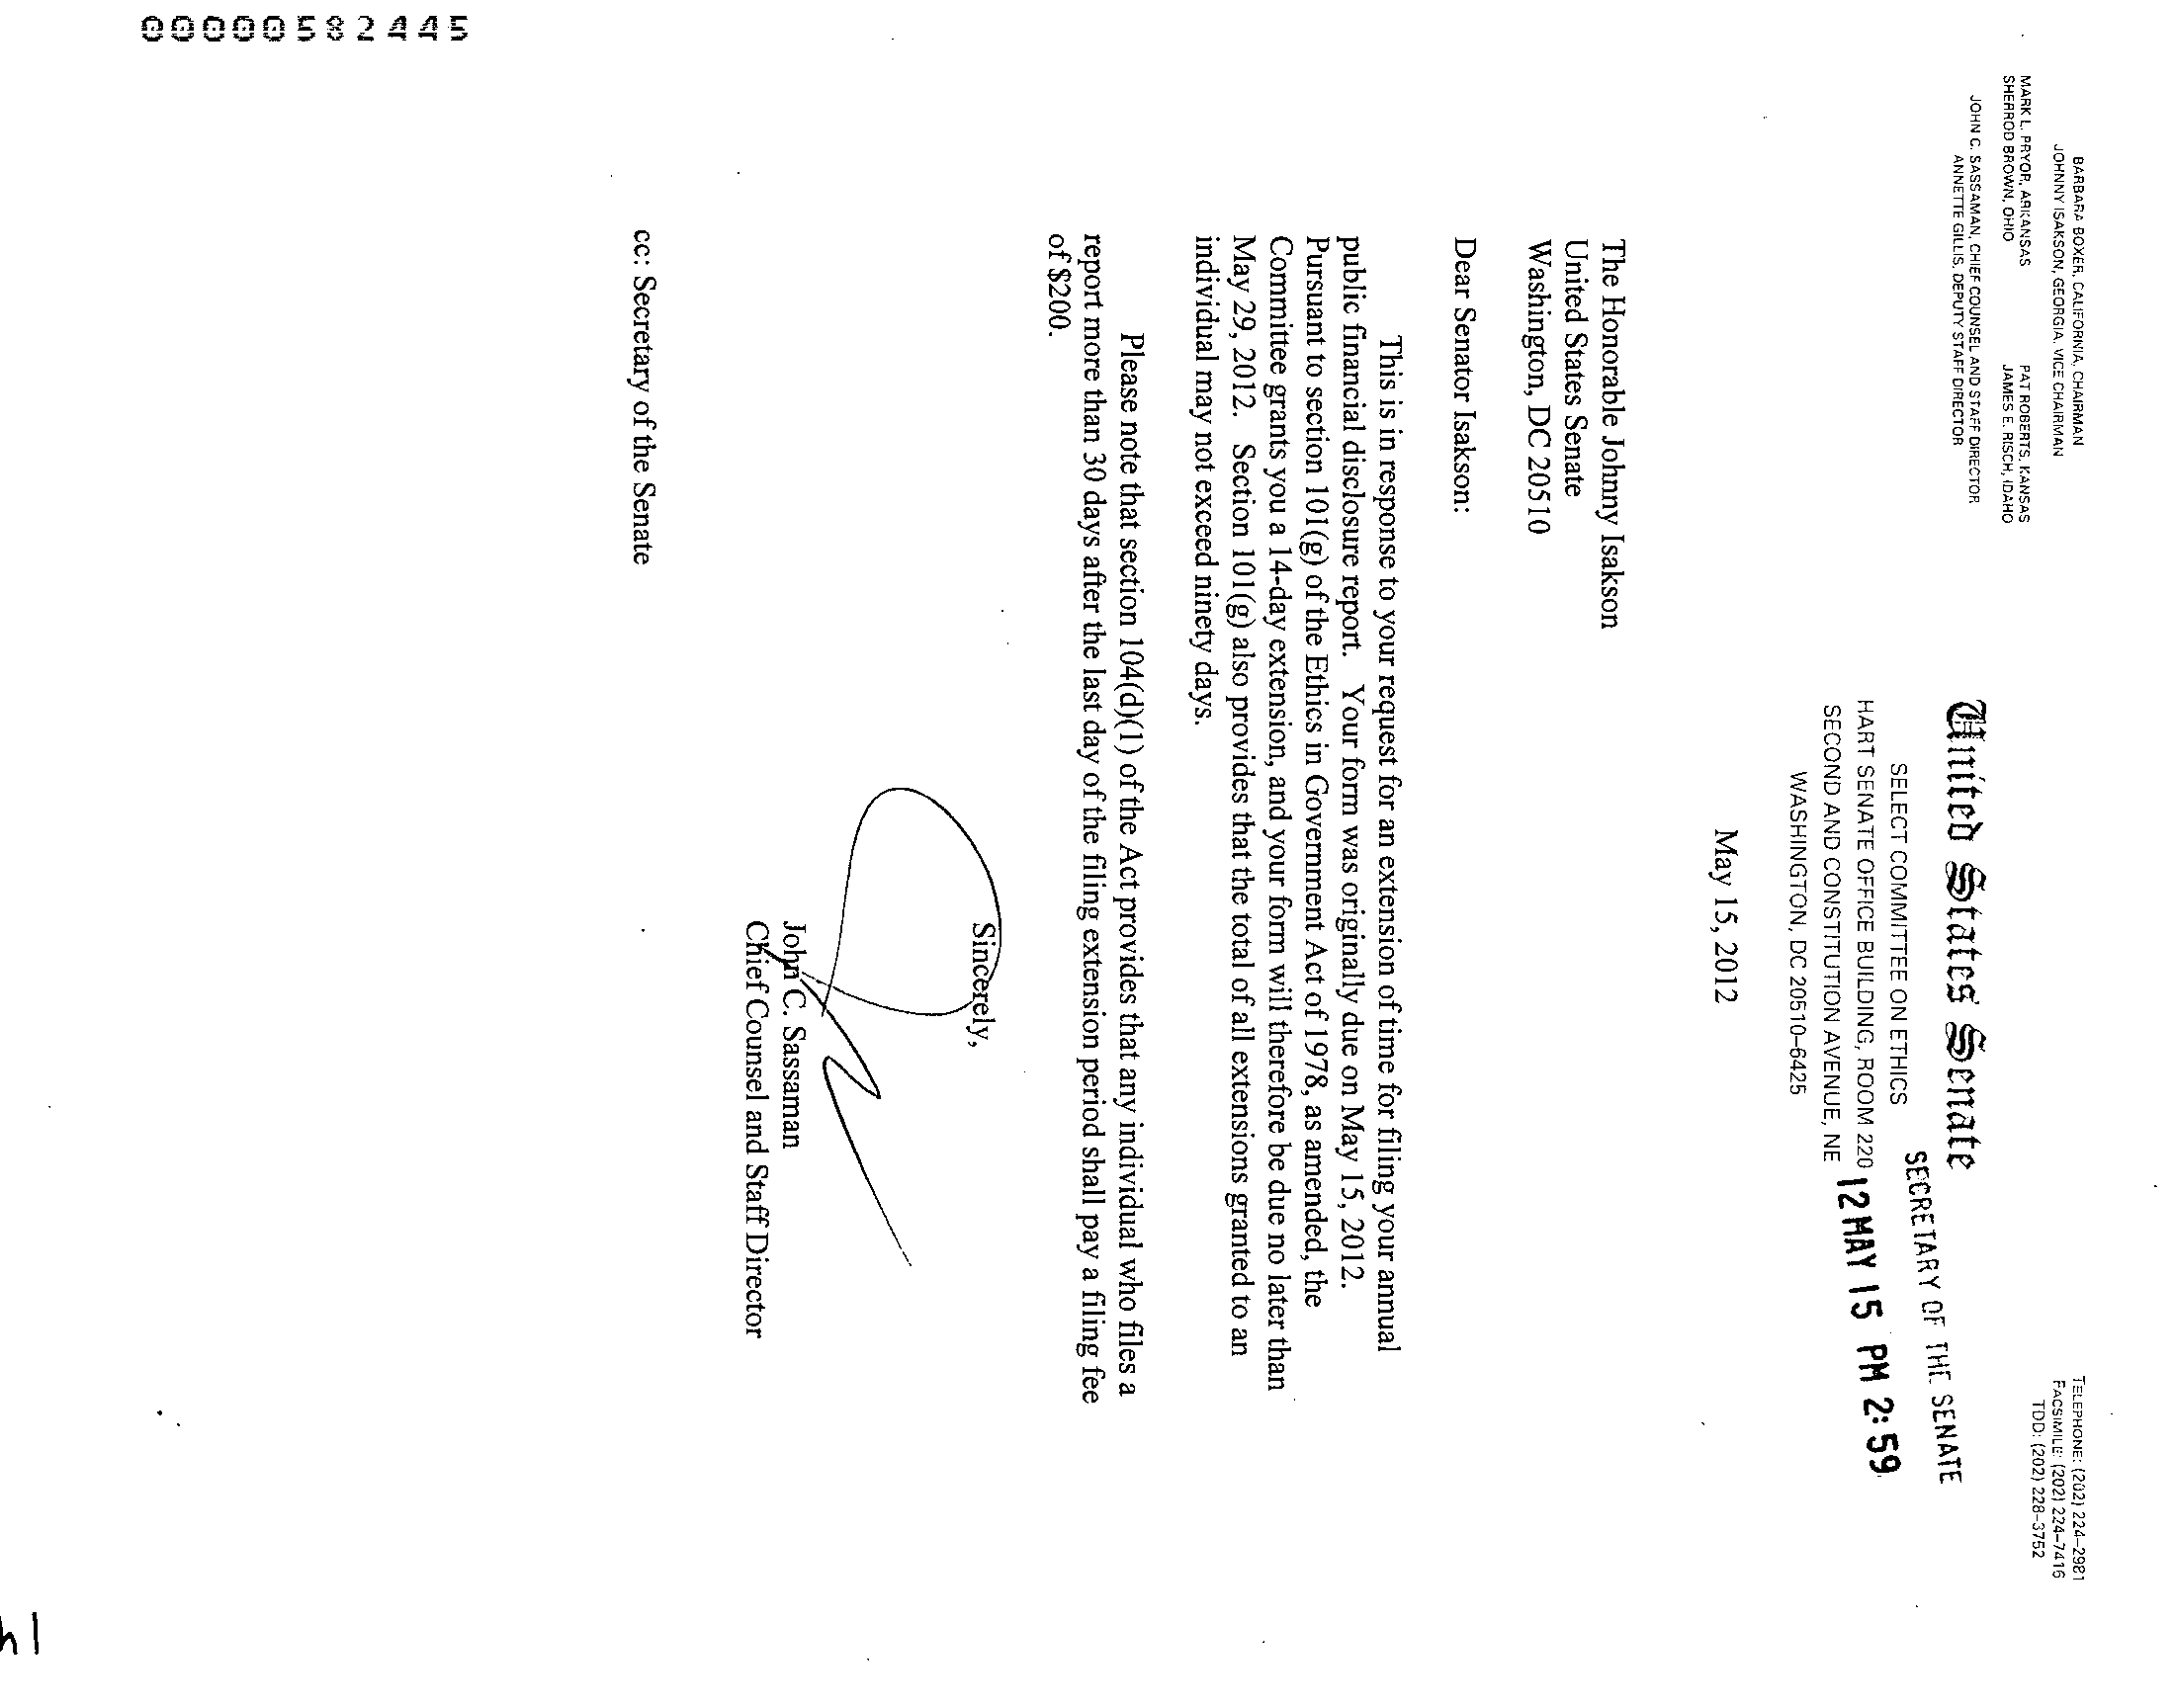 BARBARA BOXER, CALIFORNIA, CHAIRMAN
JOHNNY ISAKSON, GEORGIA, VICE CHAIRMAN
MARK L. PRYOR, ARKANSAS PAT ROBERTS, KANSAS
SHERROD BROWN, OHIO JAMES E. RISCH, IDAHO
JOHN C. SASSAMAN, CHIEF COUNSEL AND STAFF DIRECTOR
ANNETTE GILLIS, DEPUTY STAFF DIRECTOR
TELEPHONE: (202) 224-2981
FACSIMILE: (202) 224-7416
TDD: (202) 228-3752
United States Senate
SELECT COMMITTEE ON ETHICS
HART SENATE OFFICE BUILDING, ROOM 220
SECOND AND CONSTITUTION AVENUE, NE
WASHINGTON, DC 20510-6425
SECRETARY OF THE SENATE
12 MAY 15 PM 2:59
May 15, 2012
The Honorable Johnny Isakson
United States Senate
Washington, DC 20510
Dear Senator Isakson:
This is in response to your request for an extension of time for filing your annual
public financial disclosure report. Your form was originally due on May 15, 2012.
Pursuant to section 101(g) of the Ethics in Government Act of 1978, as amended, the
Committee grants you a 14-day extension, and your form will therefore be due no later than
May 29, 2012. Section 101(g) also provides that the total of all extensions granted to an
individual may not exceed ninety days.
Please note that section 104(d)(1) of the Act provides that any individual who files a
report more than 30 days after the last day of the filing extension period shall pay a filing fee
of $200.
Sincerely,
John C. Sassaman
Chief Counsel and Staff Director
cc: Secretary of the Senate
00000582445